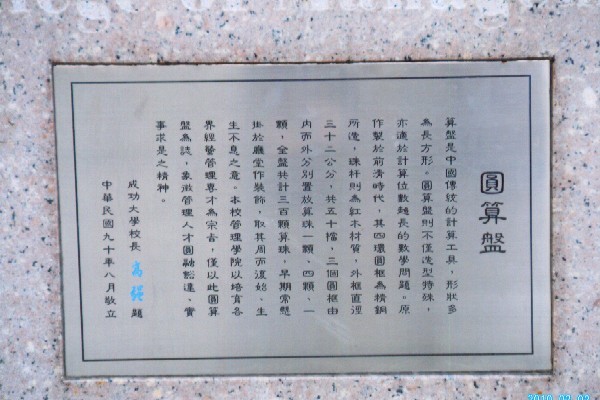 ge of Manage
圓算盤
算盤是中國傳統的計算工具，形狀多
為長方形。圓算盤則不僅造型特殊，
亦適於計算位數越長的數學問題。原
作製於前清時代，其四環圓框為精銅
所造，珠杆則為紅木材質，外框直徑
三十二公分，共五十檔，三個圓框由
內而外分別置放算珠一顆、四顆、一
顆，全盤共計三百顆算珠，早期常懸
掛於廳堂作裝飾，取其周而復始、生
生不息之意。本校管理學院以培育各
界經營管理專才為宗旨，僅以此圓算
盤為誌，象徵管理人才圓融豁達，實
事求是之精神。
成功大學校長 高強 題
中華民國九十年八月敬立